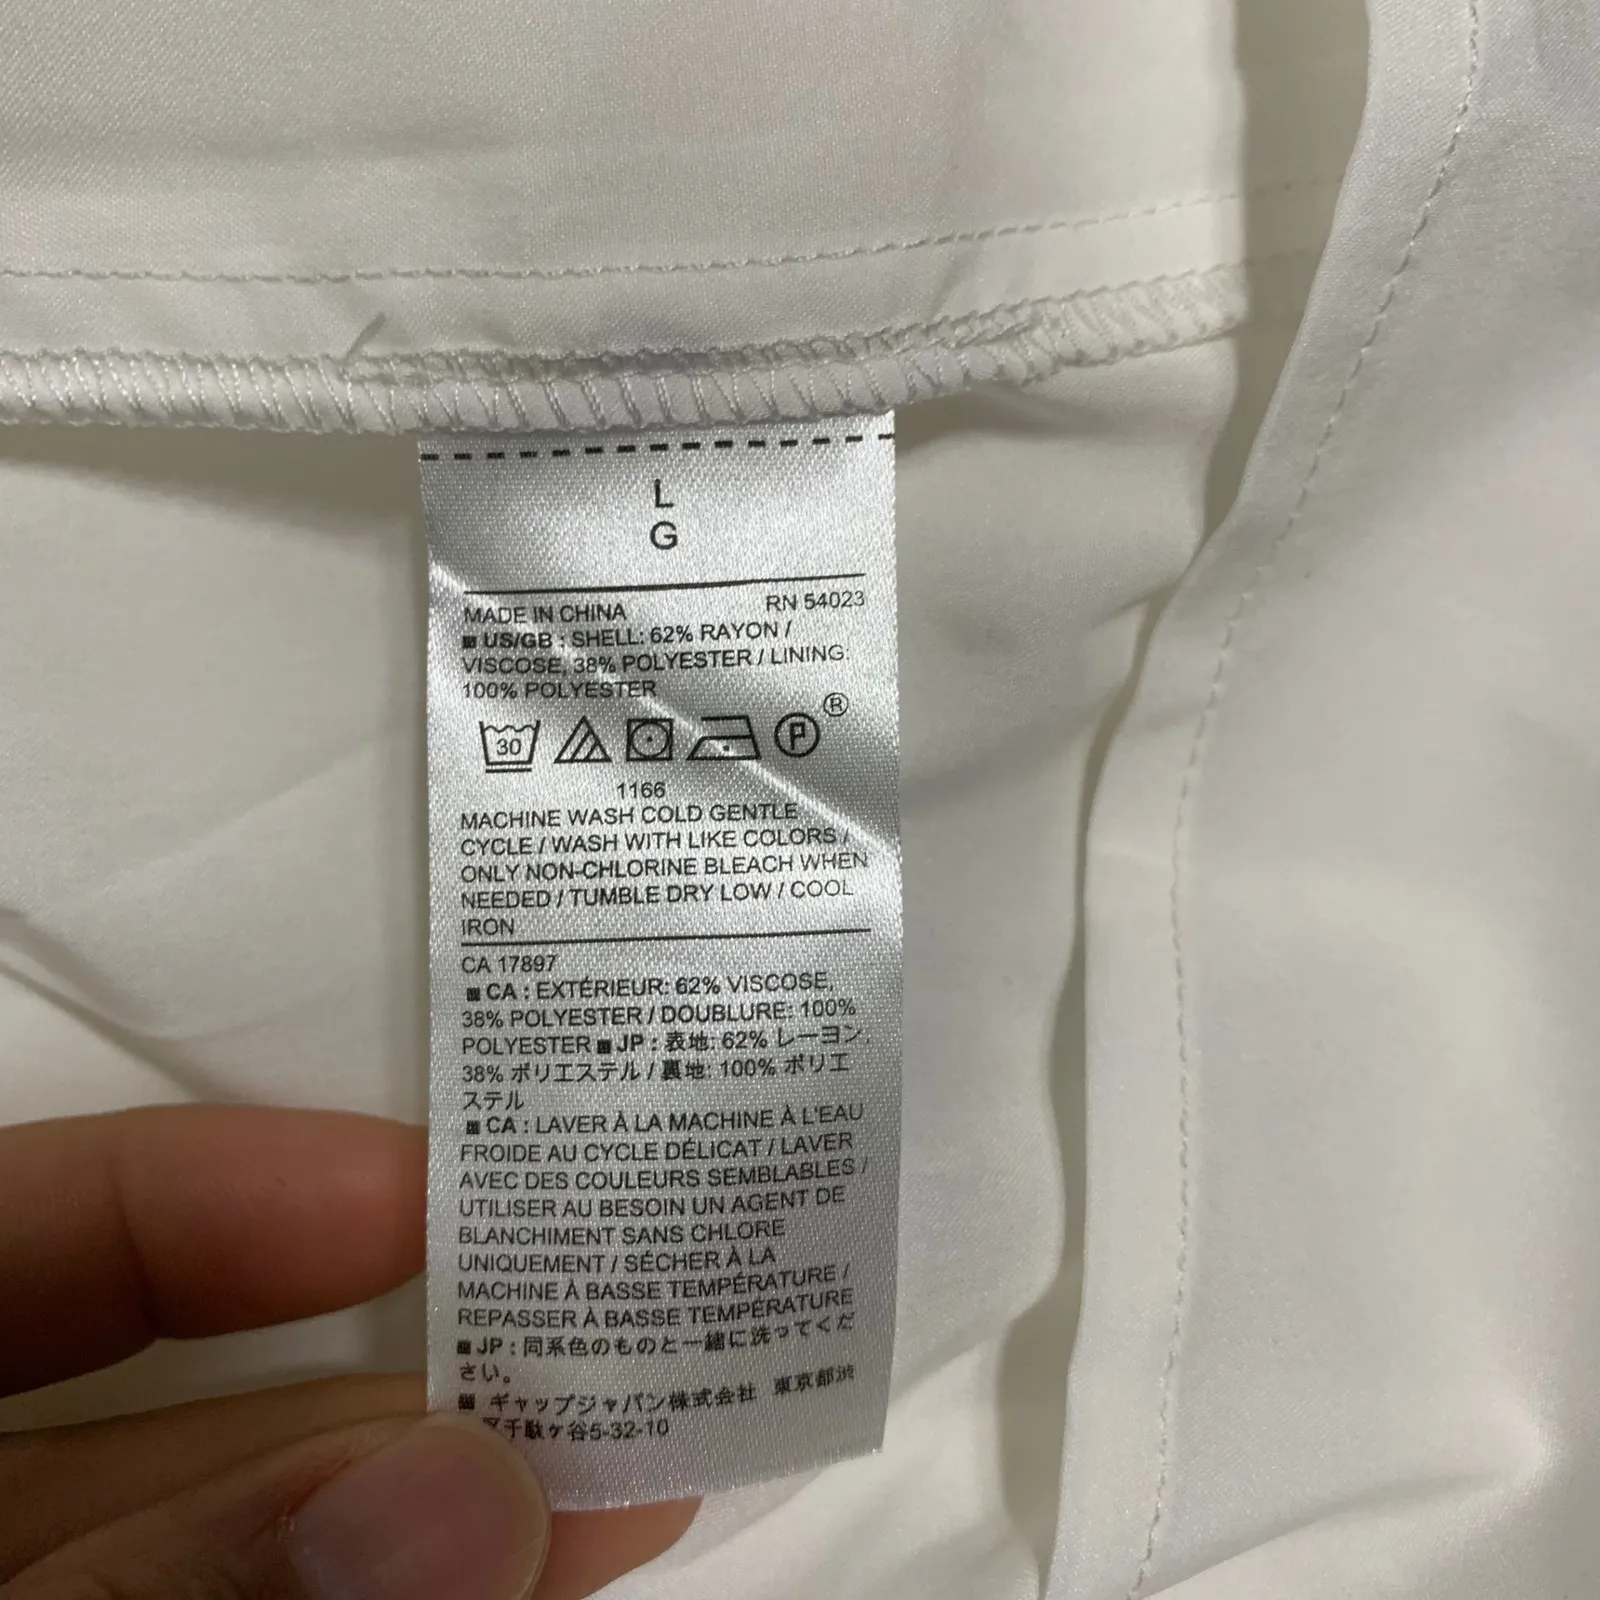 L
G
MADE IN CHINA RN 54023
US/GB : SHELL: 62% RAYON /
VISCOSE, 38% POLYESTER / LINING:
100% POLYESTER
30 P ®
1166
MACHINE WASH COLD GENTLE
CYCLE / WASH WITH LIKE COLORS /
ONLY NON-CHLORINE BLEACH WHEN
NEEDED / TUMBLE DRY LOW / COOL
IRON
CA 17897
CA : EXTÉRIEUR: 62% VISCOSE,
38% POLYESTER / DOUBLURE: 100%
POLYESTER ■ JP : 表地: 62% レーヨン,
38% ポリエステル / 裏地: 100% ポリエ
ステル
CA : LAVER À LA MACHINE À L'EAU
FROIDE AU CYCLE DÉLICAT / LAVER
AVEC DES COULEURS SEMBLABLES /
UTILISER AU BESOIN UN AGENT DE
BLANCHIMENT SANS CHLORE
UNIQUEMENT / SÉCHER À LA
MACHINE À BASSE TEMPÉRATURE /
REPASSER À BASSE TEMPÉRATURE
JP : 同系色のものと一緒に洗ってくだ
さい。
ギャップジャパン株式会社 東京都渋
区千駄ケ谷5-32-10